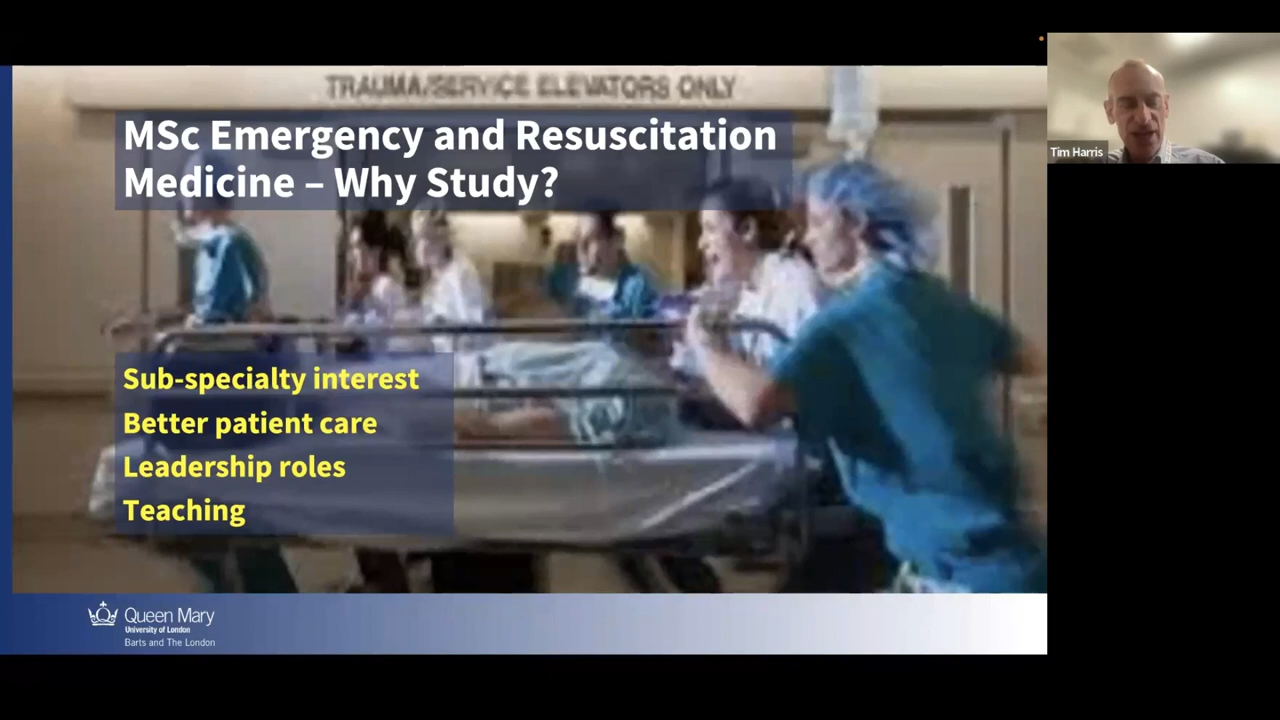 TRAUMA/SERVICE ELEVATORS ONLY
MSc Emergency and Resuscitation
Medicine – Why Study?
Tim Harris
Sub-specialty interest
Better patient care
Leadership roles
Teaching
Queen Mary
University of London
Barts and The London